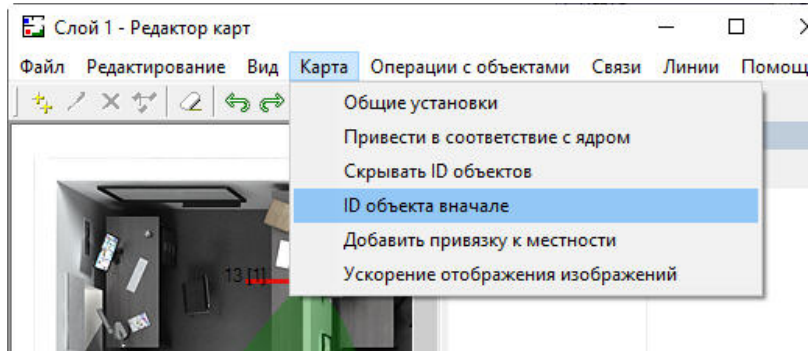 Слой 1 - Редактор карт
Файл Редактирование Вид Карта Операции с объектами Связи Линии Помощ
Общие установки
Привести в соответствие с ядром
Скрывать ID объектов
ID объекта вначале
Добавить привязку к местности
Ускорение отображения изображений
13 [1]